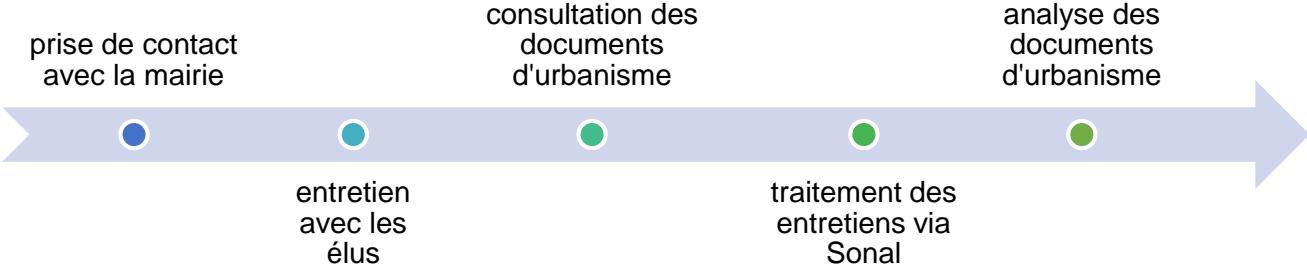 prise de contact
avec la mairie
entretien
avec les
élus
consultation des
documents
d'urbanisme
traitement des
entretiens via
Sonal
analyse des
documents
d'urbanisme